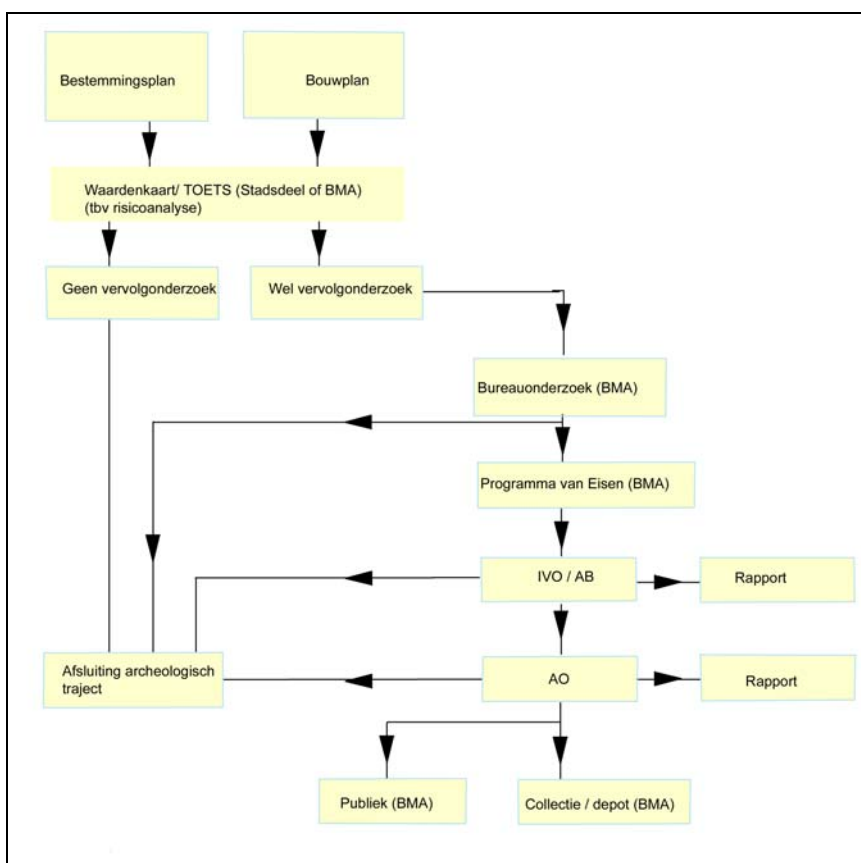 Bestemmingsplan
Bouwplan
Waardenkaart/ TOETS (Stadsdeel of BMA)
(tbv risicoanalyse)
Geen vervolgonderzoek
Wel vervolgonderzoek
Bureauonderzoek (BMA)
Programma van Eisen (BMA)
IVO / AB
Rapport
Afsluiting archeologisch
traject
AO
Rapport
Publiek (BMA)
Collectie / depot (BMA)